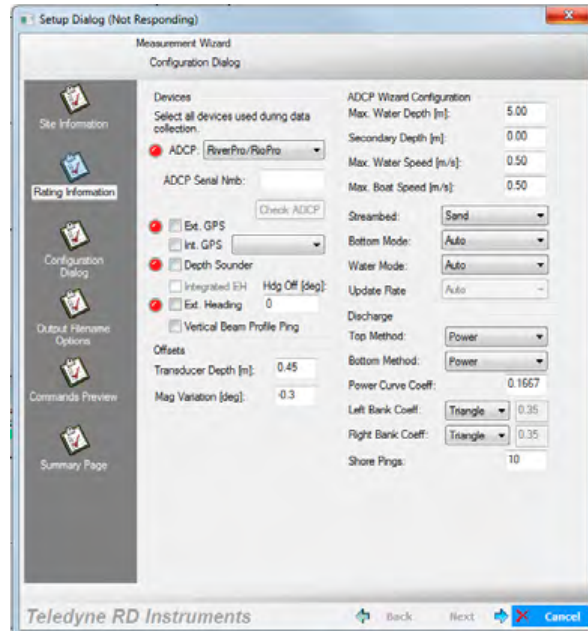 Setup Dialog (Not Responding)
Measurement Wizard
Configuration Dialog
Site Information
Rating Information
Configuration
Dialog
Output Filename
Options
Commands Preview
Summary Page
Devices
Select all devices used during data
collection.
ADCP: RiverPro/RioPro
ADCP Serial Nmb:
Check ADCP
Ext. GPS
Int. GPS
Depth Sounder
Integrated EH Hdg Off [deg]:
Ext. Heading 0
Vertical Beam Profile Ping
Offsets
Transducer Depth [m]: 0.45
Mag Variation [deg]: -0.3
ADCP Wizard Configuration
Max. Water Depth [m]: 5.00
Secondary Depth [m]: 0.00
Max. Water Speed [m/s]: 0.50
Max. Boat Speed [m/s]: 0.50
Streambed: Sand
Bottom Mode: Auto
Water Mode: Auto
Update Rate Auto
Discharge
Top Method: Power
Bottom Method: Power
Power Curve Coeff: 0.1667
Left Bank Coeff: Triangle 0.35
Right Bank Coeff: Triangle 0.35
Shore Pings: 10
Teledyne RD Instruments
Back Next Cancel